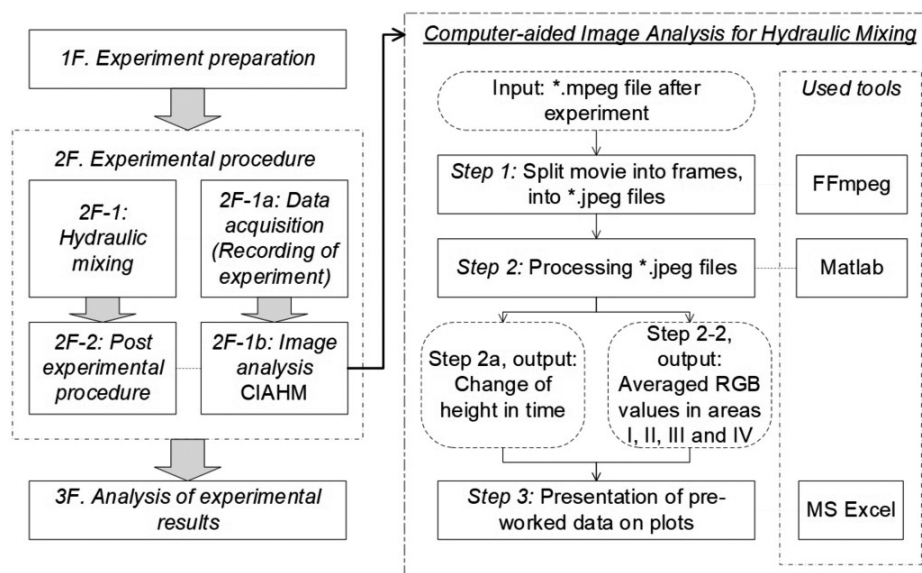 1F. Experiment preparation
2F. Experimental procedure
2F-1:
Hydraulic
mixing
2F-1a: Data
acquisition
(Recording of
experiment)
2F-2: Post
experimental
procedure
2F-1b: Image
analysis
CIAHM
3F. Analysis of experimental
results
Computer-aided Image Analysis for Hydraulic Mixing
Input: *.mpeg file after
experiment
Used tools
Step 1: Split movie into frames,
into *.jpeg files
FFmpeg
Step 2: Processing *.jpeg files
Matlab
Step 2a, output:
Change of
height in time
Step 2-2,
output:
Averaged RGB
values in areas
I, II, III and IV
Step 3: Presentation of pre-
worked data on plots
MS Excel